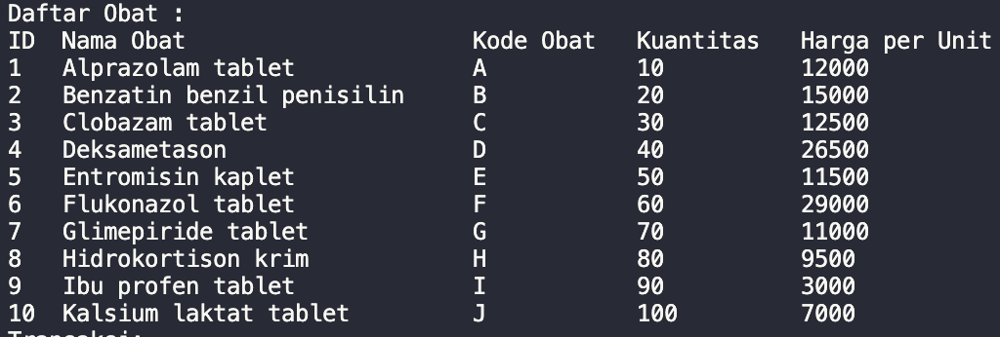 Daftar Obat :
ID Nama Obat Kode Obat Kuantitas Harga per Unit
1 Alprazolam tablet A 10 12000
2 Benzatin benzil penisilin B 20 15000
3 Clobazam tablet C 30 12500
4 Deksametason D 40 26500
5 Entromisin kaplet E 50 11500
6 Flukonazol tablet F 60 29000
7 Glimepiride tablet G 70 11000
8 Hidrokortison krim H 80 9500
9 Ibu profen tablet I 90 3000
10 Kalsium laktat tablet J 100 7000